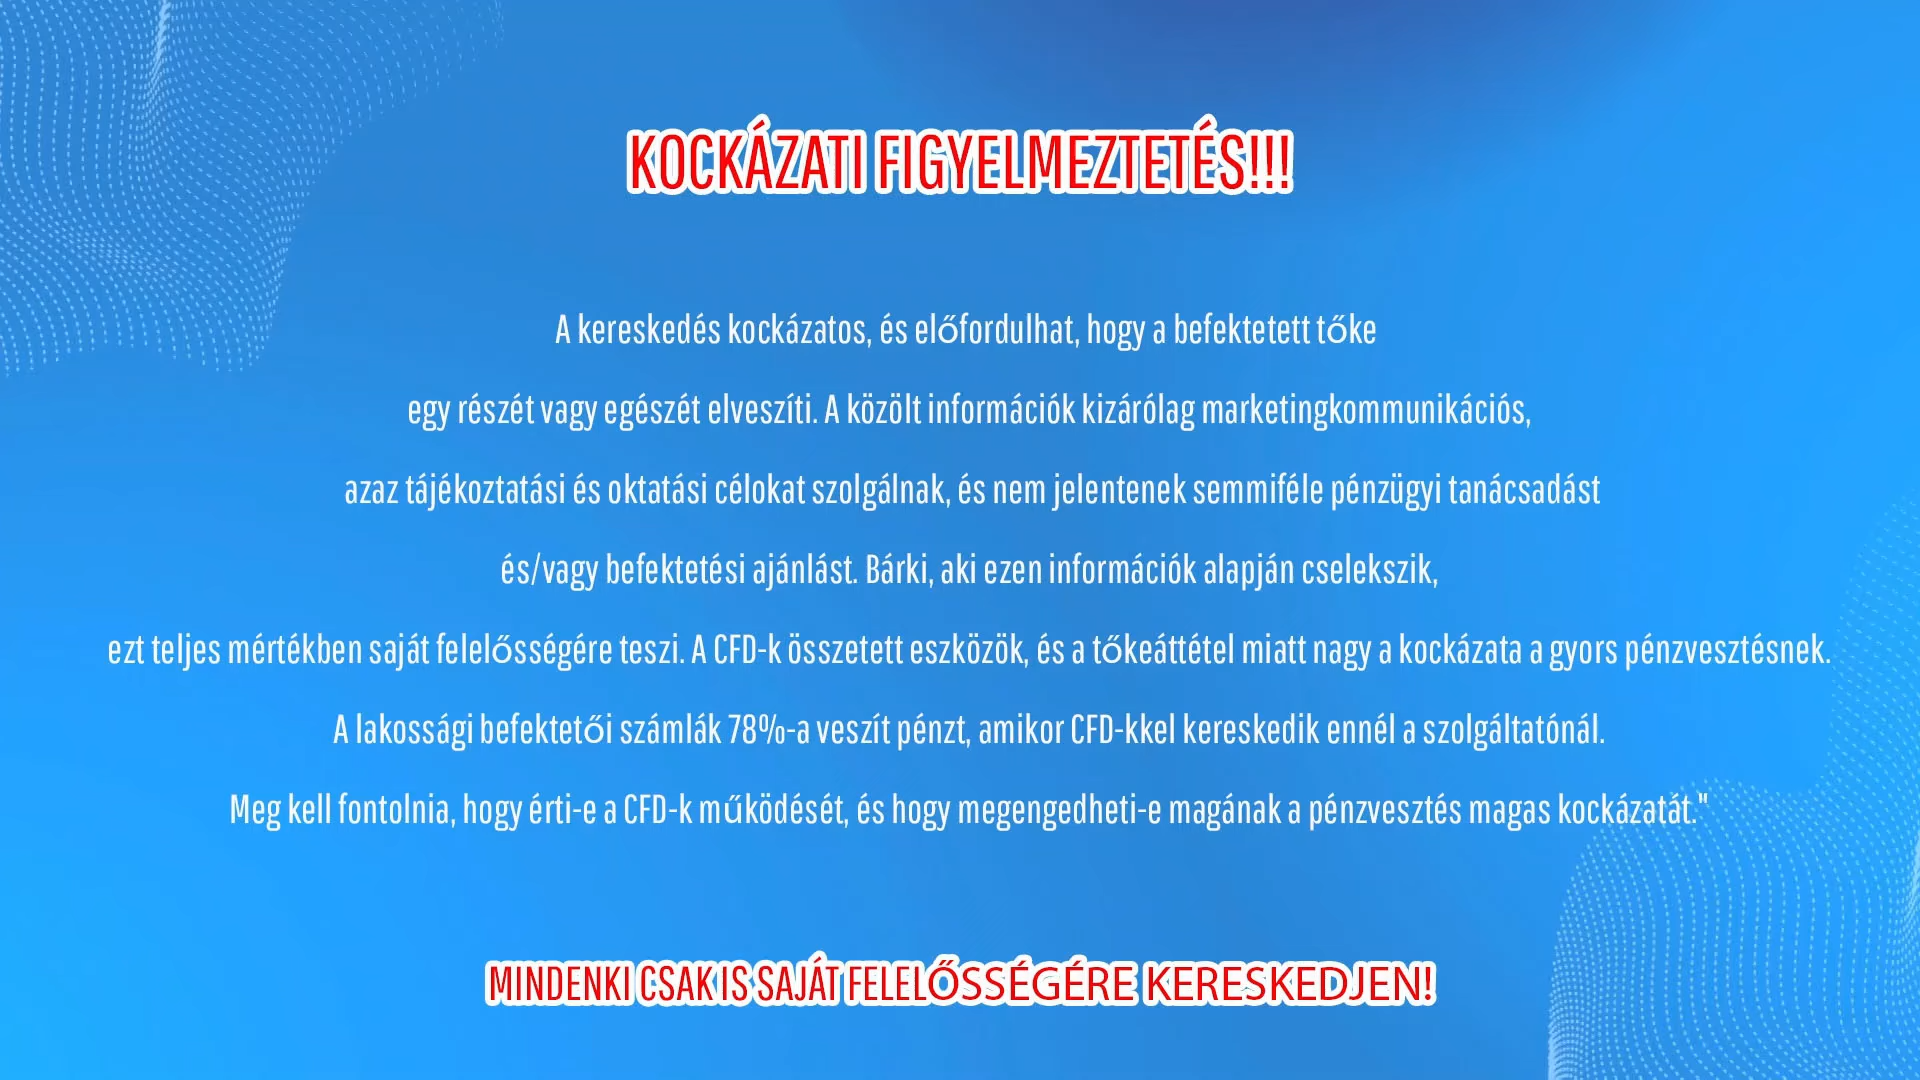 KOCKÁZATI FIGYELMEZTETÉS!!!
A kereskedés kockázatos, és előfordulhat, hogy a befektetett tőke
egy részét vagy egészét elveszíti. A közölt információk kizárólag marketingkommunikációs,
azaz tájékoztatási és oktatási célokat szolgálnak, és nem jelentenek semmiféle pénzügyi tanácsadást
és/vagy befektetési ajánlást. Bárki, aki ezen információk alapján cselekszik,
ezt teljes mértékben saját felelősségére teszi. A CFD-k összetett eszközök, és a tőkeáttétel miatt nagy a kockázata a gyors pénzvesztésnek.
A lakossági befektetői számlák 78%-a veszít pénzt, amikor CFD-kkel kereskedik ennél a szolgáltatónál.
Meg kell fontolnia, hogy érti-e a CFD-k működését, és hogy megengedheti-e magának a pénzvesztés magas kockázatát."
MINDENKI CSAK IS SAJÁT FELELŐSSÉGÉRE KERESKEDJEN!